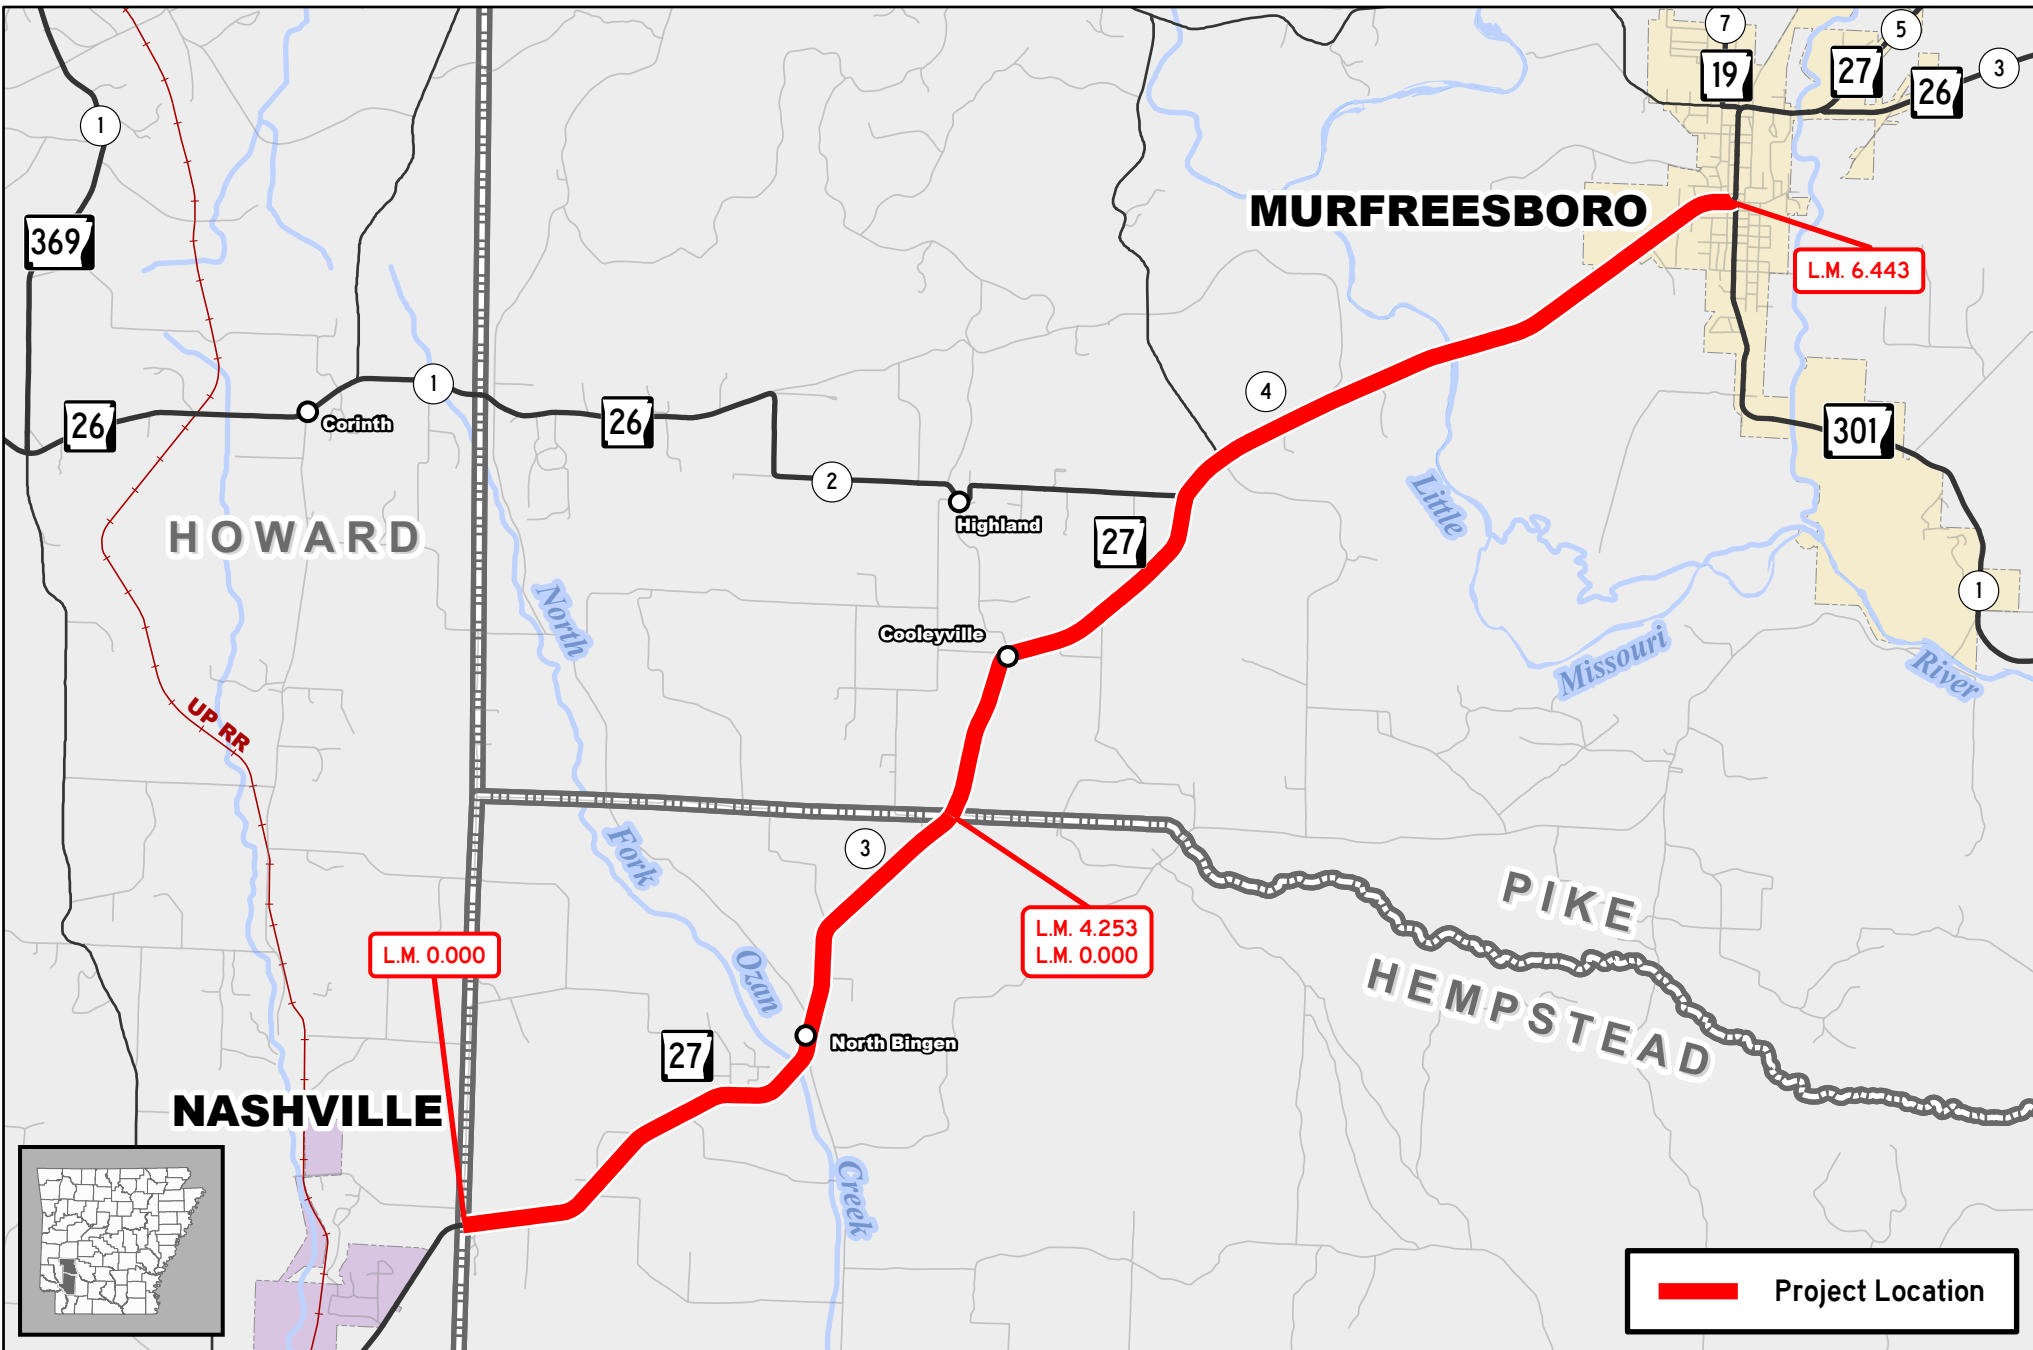 7
5
3
19
27
26
1
MURFREESBORO
369
L.M. 6.443
1
4
26
Corinth
26
301
2
Highland
HOWARD
27
Little
North
1
Cooleyville
Missouri
River
UP RR
3
Fork
PIKE
L.M. 4.253
L.M. 0.000
L.M. 0.000
Ozan
HEMPSTEAD
27
North Bingen
NASHVILLE
Creek
Project Location